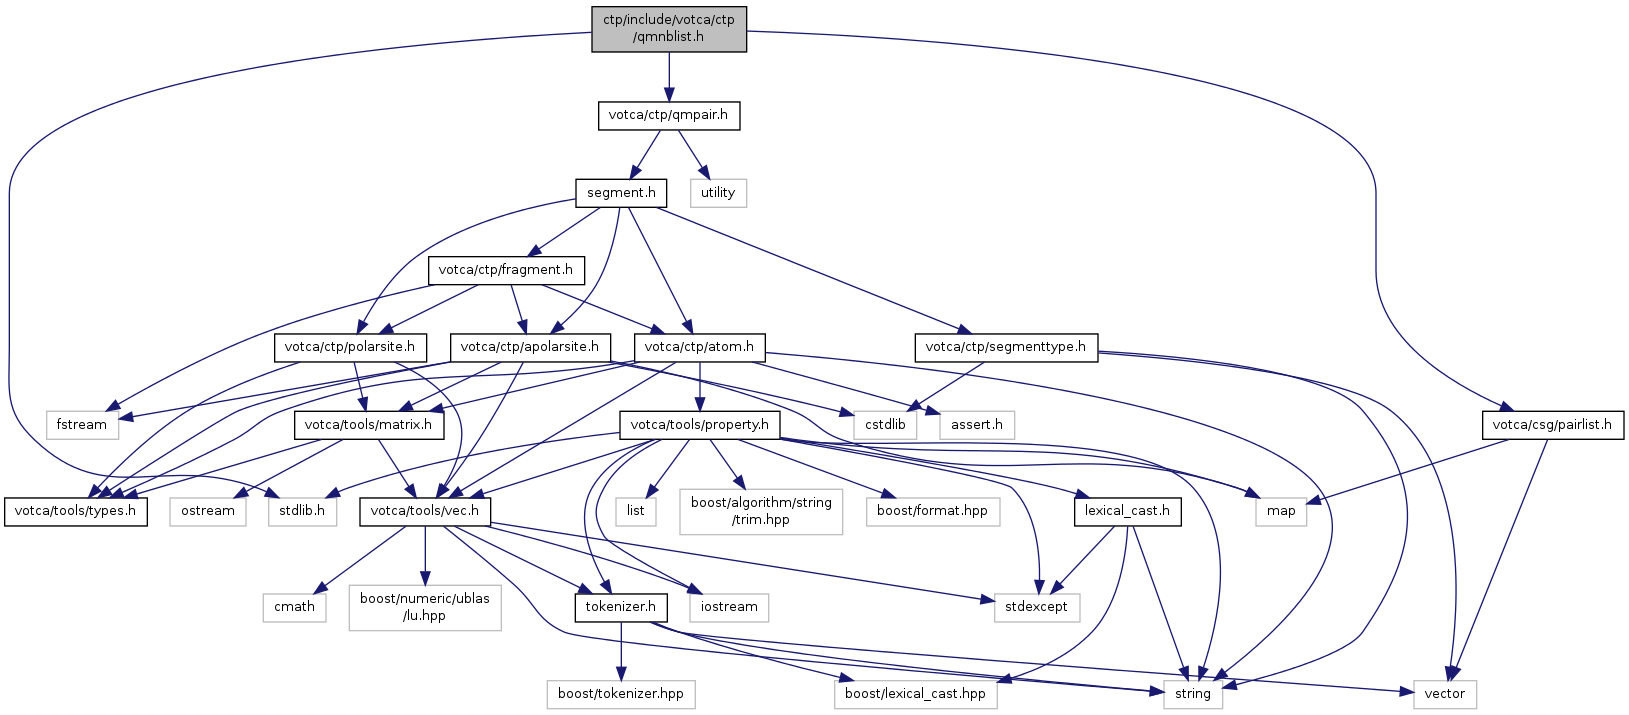 ctp/include/votca/ctp
/qmnblist.h
votca/ctp/qmpair.h
segment.h
utility
votca/ctp/fragment.h
votca/ctp/polarsite.h
votca/ctp/apolarsite.h
votca/ctp/atom.h
votca/ctp/segmenttype.h
fstream
votca/tools/matrix.h
votca/tools/property.h
cstdlib
assert.h
votca/csg/pairlist.h
votca/tools/types.h
ostream
stdlib.h
votca/tools/vec.h
list
boost/algorithm/string
/trim.hpp
boost/format.hpp
lexical_cast.h
map
cmath
boost/numeric/ublas
/lu.hpp
tokenizer.h
iostream
stdexcept
boost/tokenizer.hpp
boost/lexical_cast.hpp
string
vector